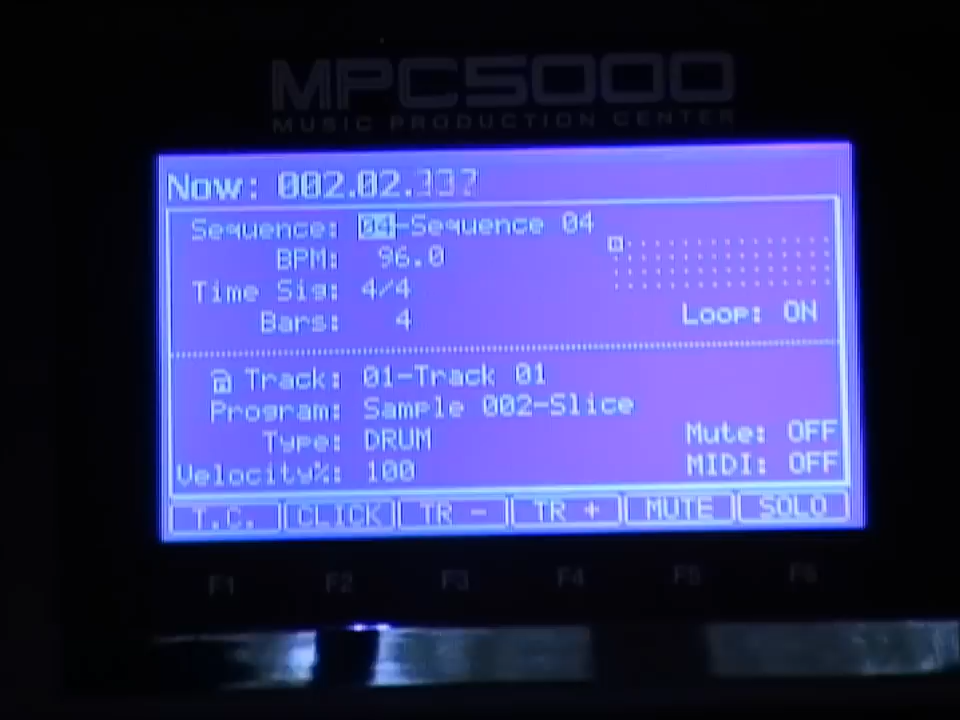 MPC5000
MUSIC PRODUCTION CENTER
Now: 002.02.
Sequence: 04-Sequence 04
BPM: 96.0
Time Sig: 4/4
Bars: 4
Loop: ON
Track: 01-Track 01
Program: Sample 002-Slice
Type: DRUM
Mute: OFF
Velocity%: 100
MIDI: OFF
T.C. CLICK TR - TR + MUTE SOLO
F1 F2 F3 F4 F5 F6